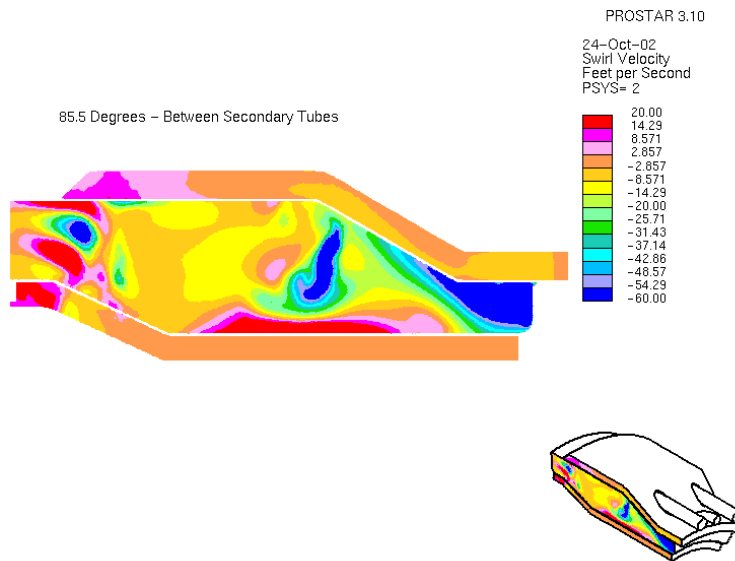 PROSTAR 3.10
24-Oct-02
Swirl Velocity
Feet per Second
PSYS= 2
85.5 Degrees - Between Secondary Tubes
20.00
14.29
8.571
2.857
-2.857
-8.571
-14.29
-20.00
-25.71
-31.43
-37.14
-42.86
-48.57
-54.29
-60.00